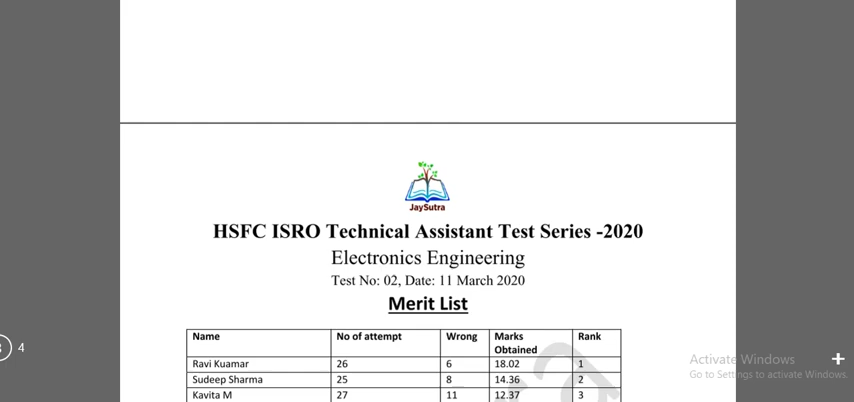 JaySutra
HSFC ISRO Technical Assistant Test Series -2020
Electronics Engineering
Test No: 02, Date: 11 March 2020
Merit List
Name No of attempt Wrong Marks Obtained Rank
Ravi Kuamar 26 6 18.02 1
Sudeep Sharma 25 8 14.36 2
Kavita M 27 11 12.37 3
4
Activate Windows
Go to Settings to activate Windows.